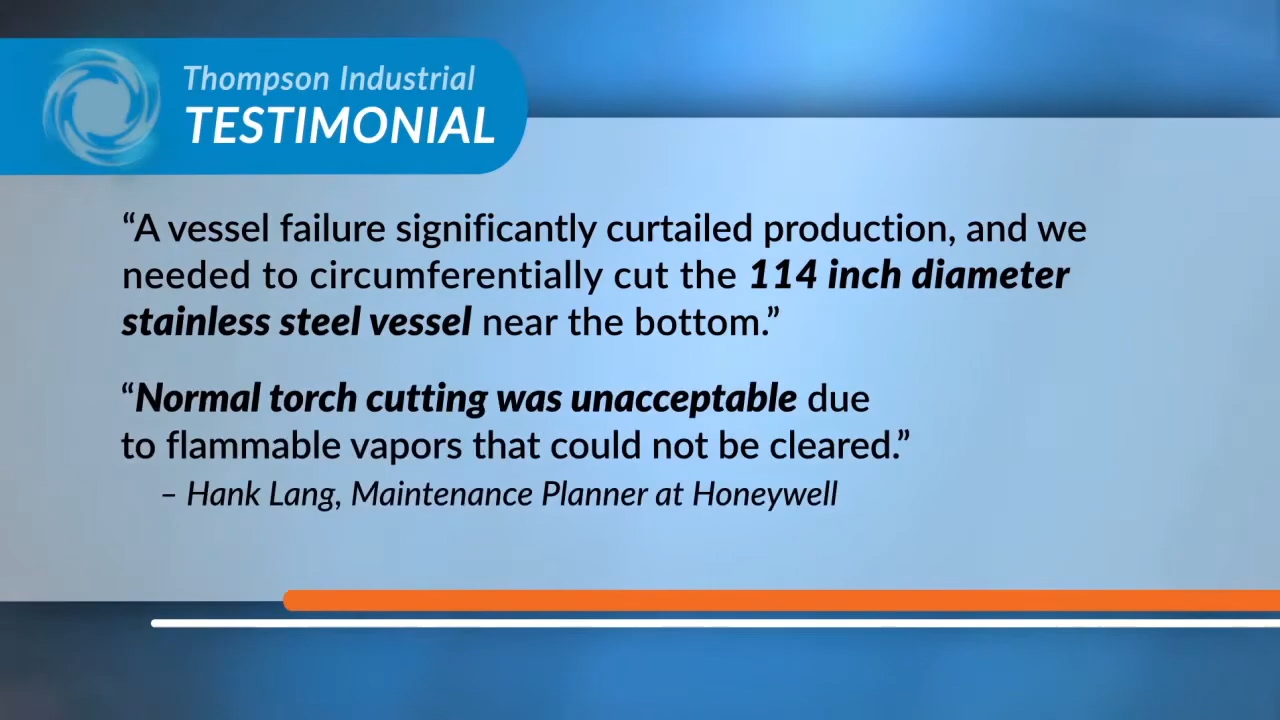 Thompson Industrial
TESTIMONIAL
“A vessel failure significantly curtailed production, and we
needed to circumferentially cut the 114 inch diameter
stainless steel vessel near the bottom.”
“Normal torch cutting was unacceptable due
to flammable vapors that could not be cleared.”
– Hank Lang, Maintenance Planner at Honeywell